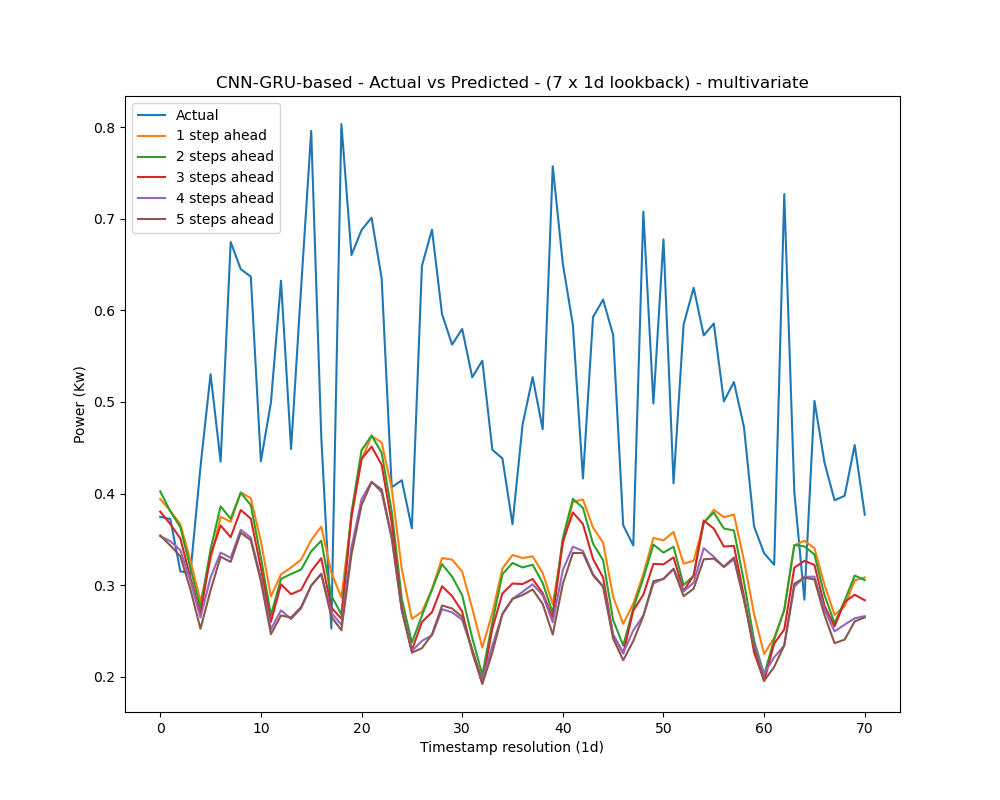 CNN-GRU-based - Actual vs Predicted - (7 x 1d lookback) - multivariate
Actual
1 step ahead
2 steps ahead
3 steps ahead
4 steps ahead
5 steps ahead
0.8
0.7
0.6
0.5
0.4
0.3
0.2
Power (Kw)
0 10 20 30 40 50 60 70
Timestamp resolution (1d)